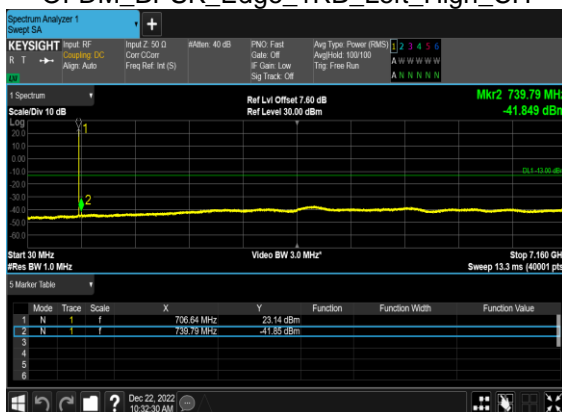 Spectrum Analyzer 1
Swept SA
+
KEYSIGHT
R T
LXI
Input: RF
Coupling: DC
Align: Auto
Input Z: 50 Ω
Corr CCorr
Freq Ref: Int (S)
#Atten: 40 dB
PNO: Fast
Gate: Off
IF Gain: Low
Sig Track: Off
Avg Type: Power (RMS)
Avg|Hold: 100/100
Trig: Free Run
1 2 3 4 5 6
A W W W W W
A N N N N N
1 Spectrum
Scale/Div 10 dB
Ref Lvl Offset 7.60 dB
Ref Level 30.00 dBm
Mkr2 739.79 MH
-41.849 dBm
Log
20.0
10.0
0.00
-10.0
-20.0
-30.0
-40.0
-50.0
-60.0
1
2
DL1 -13.00 dB
Start 30 MHz
#Res BW 1.0 MHz
Video BW 3.0 MHz*
Stop 7.160 GH
Sweep 13.3 ms (40001 pts
5 Marker Table
Mode Trace Scale X Y Function Function Width Function Value
1 N 1 f 706.64 MHz 23.14 dBm
2 N 1 f 739.79 MHz -41.85 dBm
3
4
5
6
?
Dec 22, 2022
10:32:30 AM